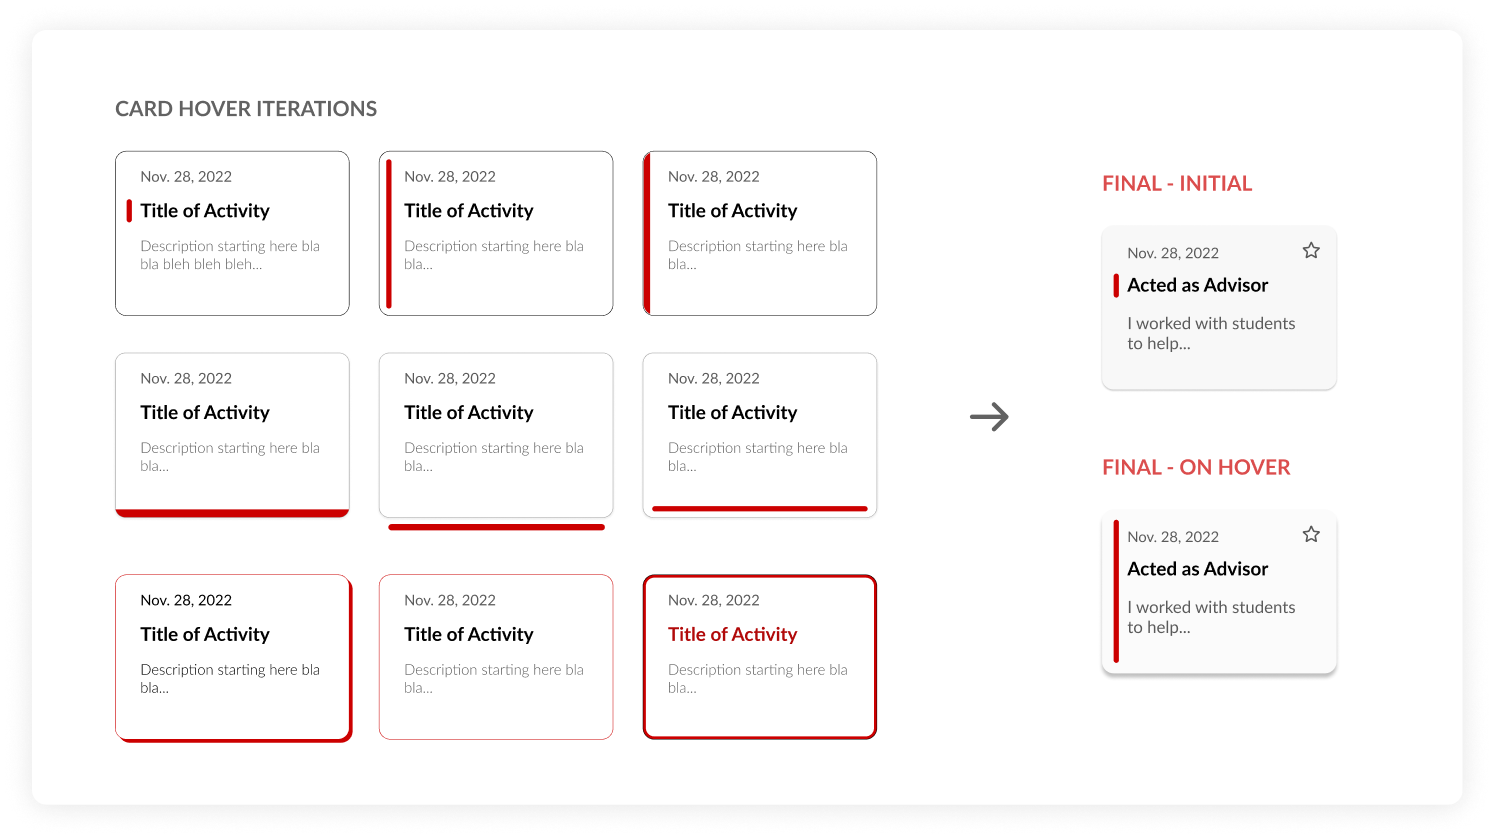 CARD HOVER ITERATIONS
Nov. 28, 2022
Title of Activity
Description starting here bla
bla bleh bleh bleh...
Nov. 28, 2022
Title of Activity
Description starting here bla
bla...
Nov. 28, 2022
Title of Activity
Description starting here bla
bla...
Nov. 28, 2022
Title of Activity
Description starting here bla
bla...
Nov. 28, 2022
Title of Activity
Description starting here bla
bla...
Nov. 28, 2022
Title of Activity
Description starting here bla
bla...
Nov. 28, 2022
Title of Activity
Description starting here bla
bla...
Nov. 28, 2022
Title of Activity
Description starting here bla
bla...
Nov. 28, 2022
Title of Activity
Description starting here bla
bla...
FINAL - INITIAL
Nov. 28, 2022
Acted as Advisor
I worked with students
to help...
FINAL - ON HOVER
Nov. 28, 2022
Acted as Advisor
I worked with students
to help...